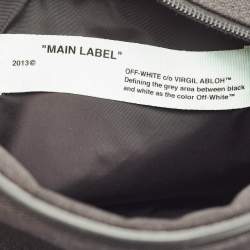 "MAIN LABEL"
2013©
OFF-WHITE c/o VIRGIL ABLOH™
Defining the grey area between black
and white as the color Off-White™